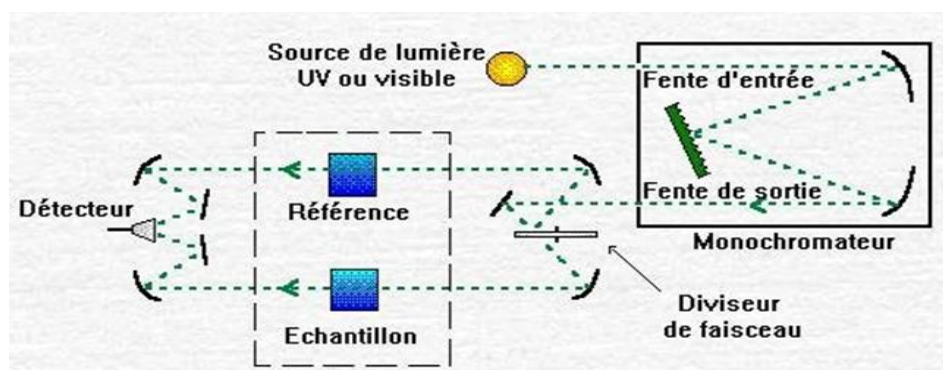 Source de lumière
UV ou visible
Fente d'entrée
Fente de sortie
Monochromateur
Détecteur
Référence
Echantillon
Diviseur
de faisceau